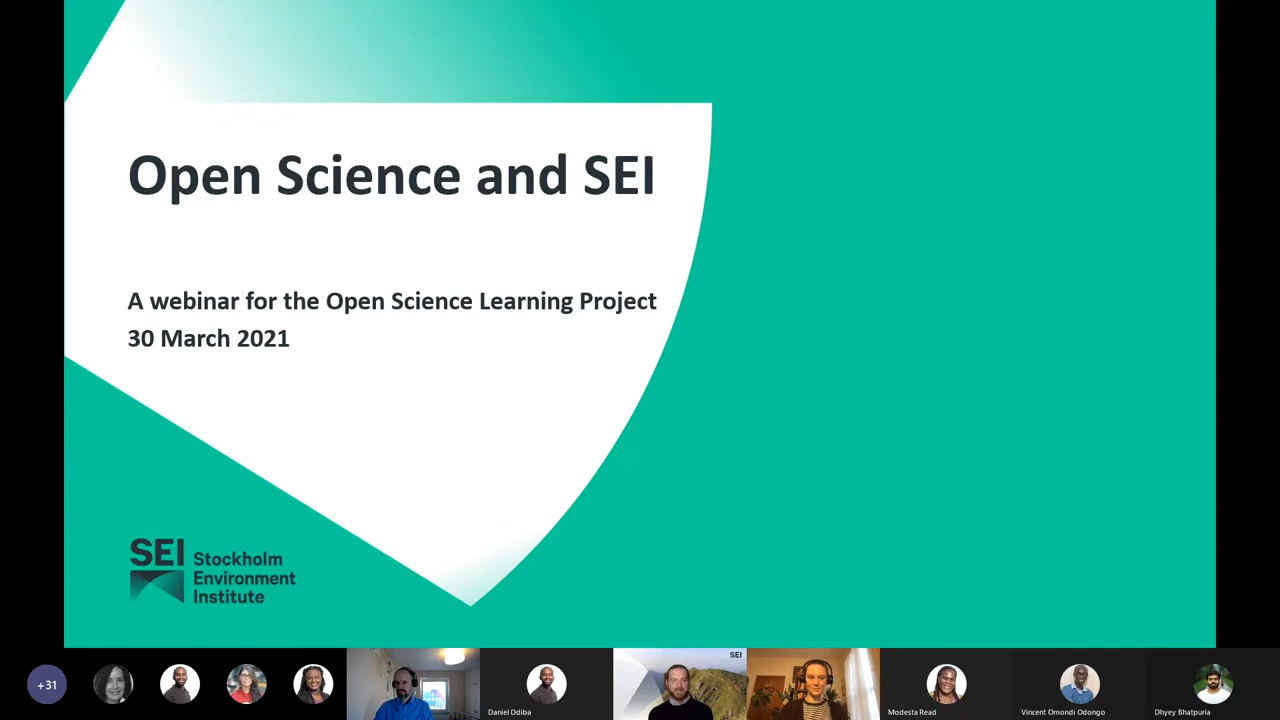 Open Science and SEI
A webinar for the Open Science Learning Project
30 March 2021
SEI Stockholm
Environment
Institute
SEI
+31
Daniel Ddiba
Modesta Read
Vincent Omondi Odongo
Dhyey Bhatpuria